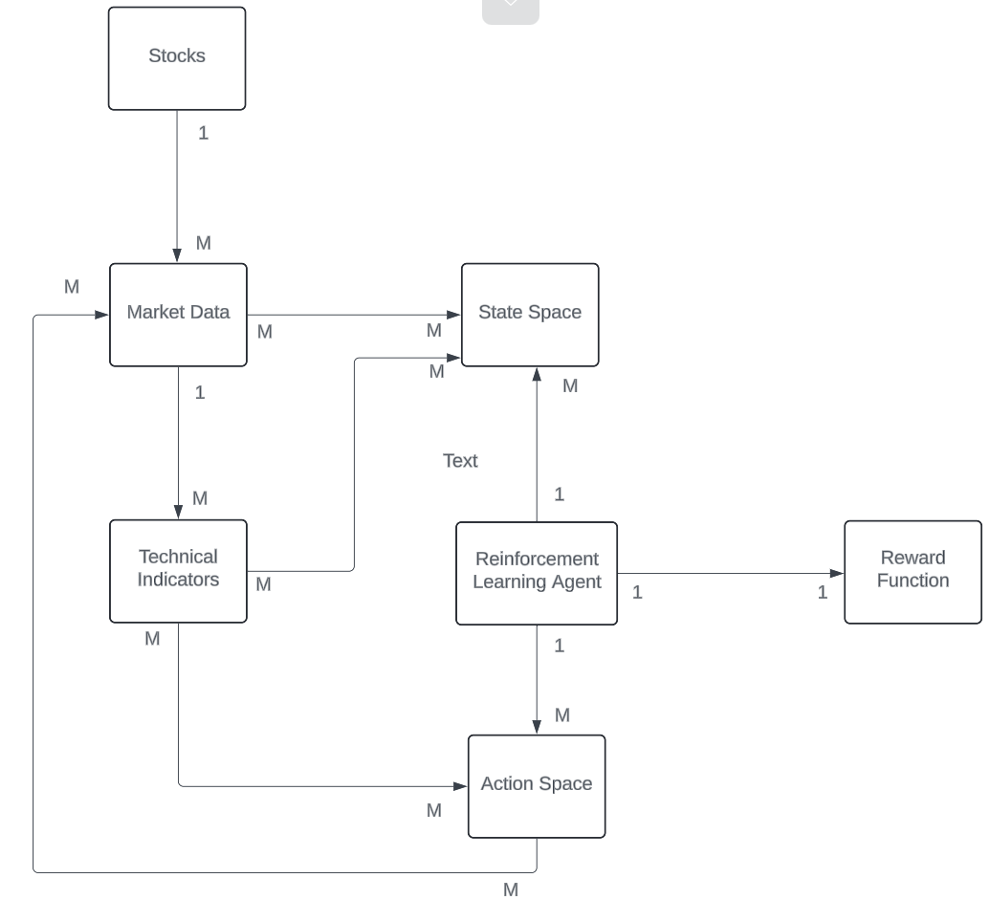 Stocks
1
M
M
Market Data
State Space
M
M
M
M
1
Text
M
1
Technical
Indicators
Reinforcement
Learning Agent
Reward
Function
M
1
1
M
1
M
Action Space
M
M